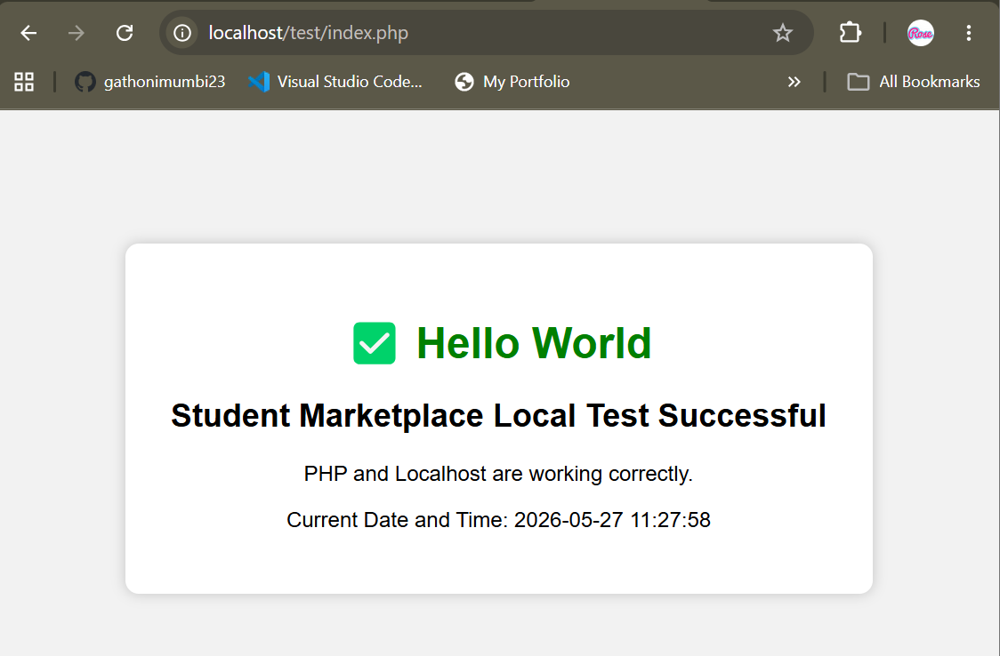 localhost/test/index.php
Rose
gathonimumbi23 Visual Studio Code... My Portfolio All Bookmarks
Hello World
Student Marketplace Local Test Successful
PHP and Localhost are working correctly.
Current Date and Time: 2026-05-27 11:27:58